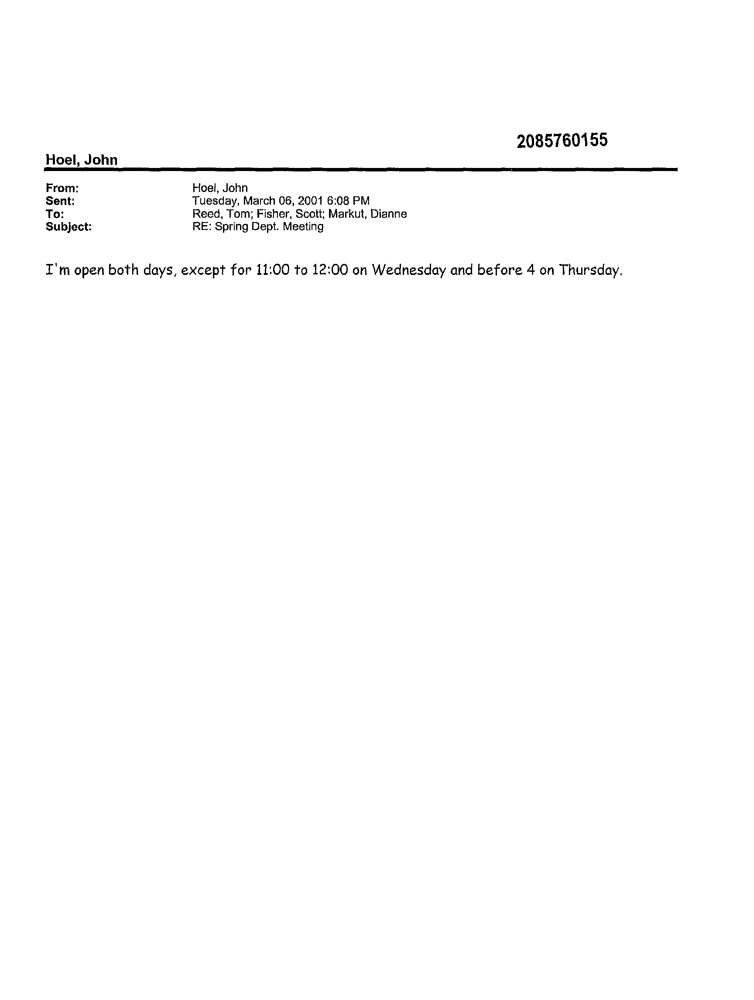 2085760155
Hoel, John
From: Hoel, John
Sent: Tuesday, March 06, 2001 6:08 PM
To: Reed, Tom; Fisher, Scott; Markut, Dianne
Subject: RE: Spring Dept. Meeting
I'm open both days, except for 11:00 to 12:00 on Wednesday and before 4 on Thursday.